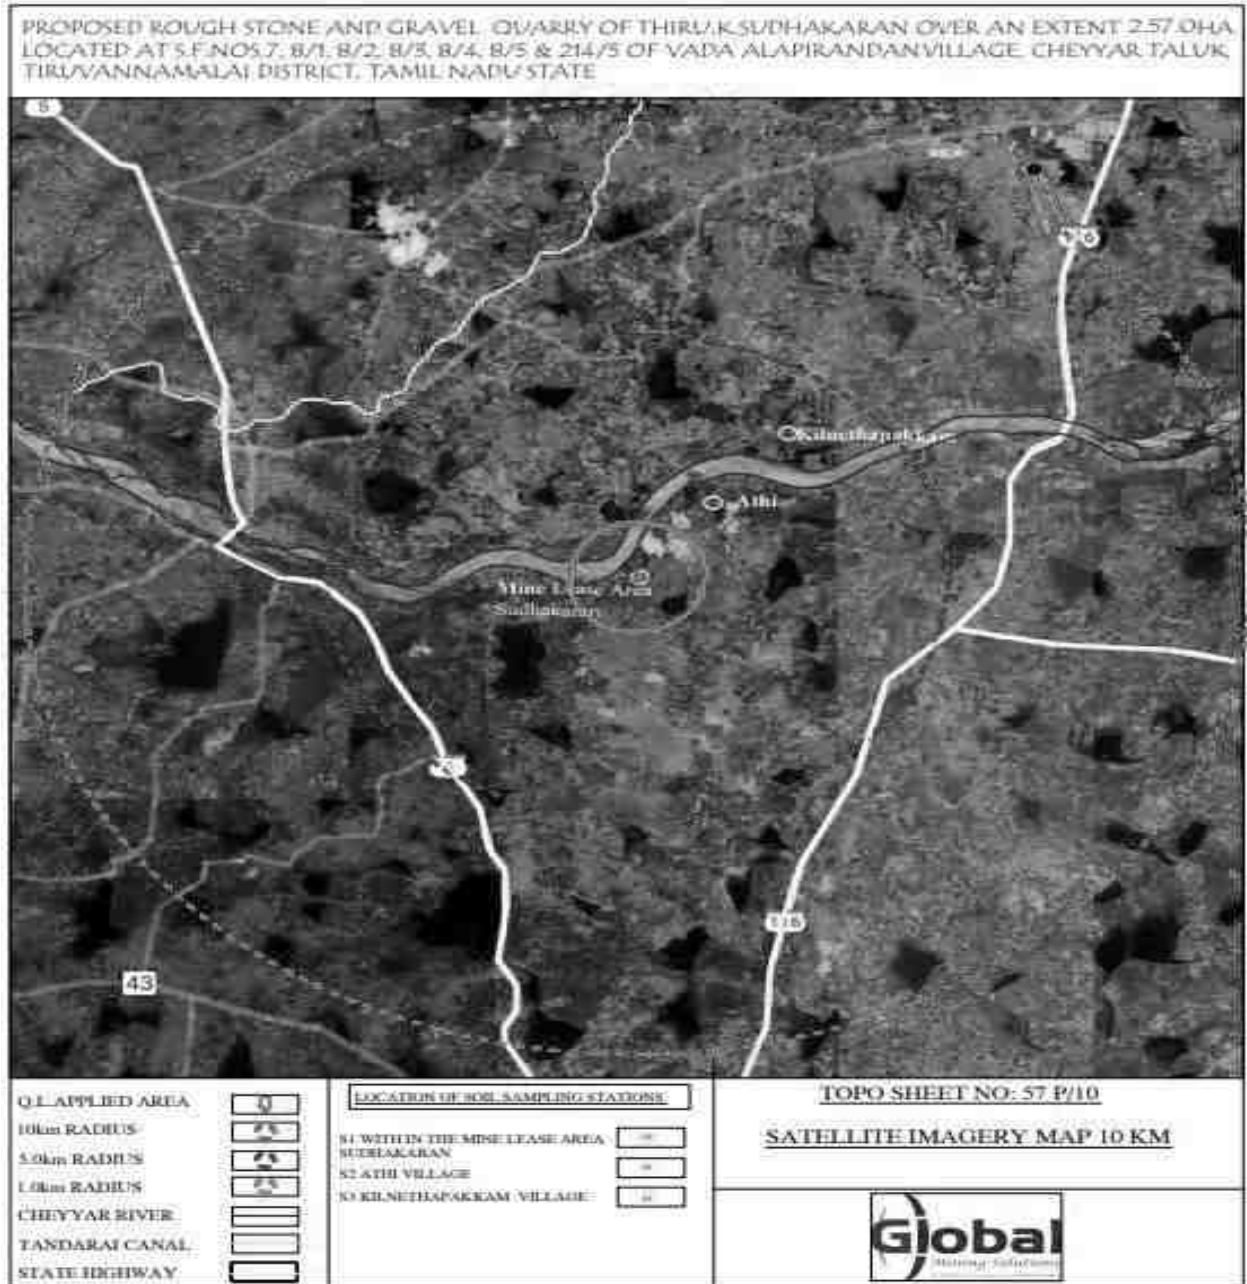 PROPOSED ROUGH STONE AND GRAVEL QUARRY OF THIRU.K.SUDHAKARAN OVER AN EXTENT 2.57.0HA
LOCATED AT S.F.NOS.7, 8/1, 8/2, 8/3, 8/4, 8/5 & 214/5 OF VADA ALAPIRANDAN VILLAGE, CHEYYAR TALUK,
TIRUVANNAMALAI DISTRICT, TAMIL NADU STATE
5
Kilnethapakkam
Athi
Mine Lease Area
Sudhakaran
116
43
Q.L.APPLIED AREA
10km RADIUS
5.0km RADIUS
1.0km RADIUS
CHEYYAR RIVER
TANDARAI CANAL
STATE HIGHWAY
LOCATION OF SOIL SAMPLING STATIONS
S1 WITH IN THE MINE LEASE AREA
SUDHAKARAN
S2 ATHI VILLAGE
S3 KILNETHAPAKKAM VILLAGE
TOPO SHEET NO: 57 P/10
SATELLITE IMAGERY MAP 10 KM
Global
Mining Solutions